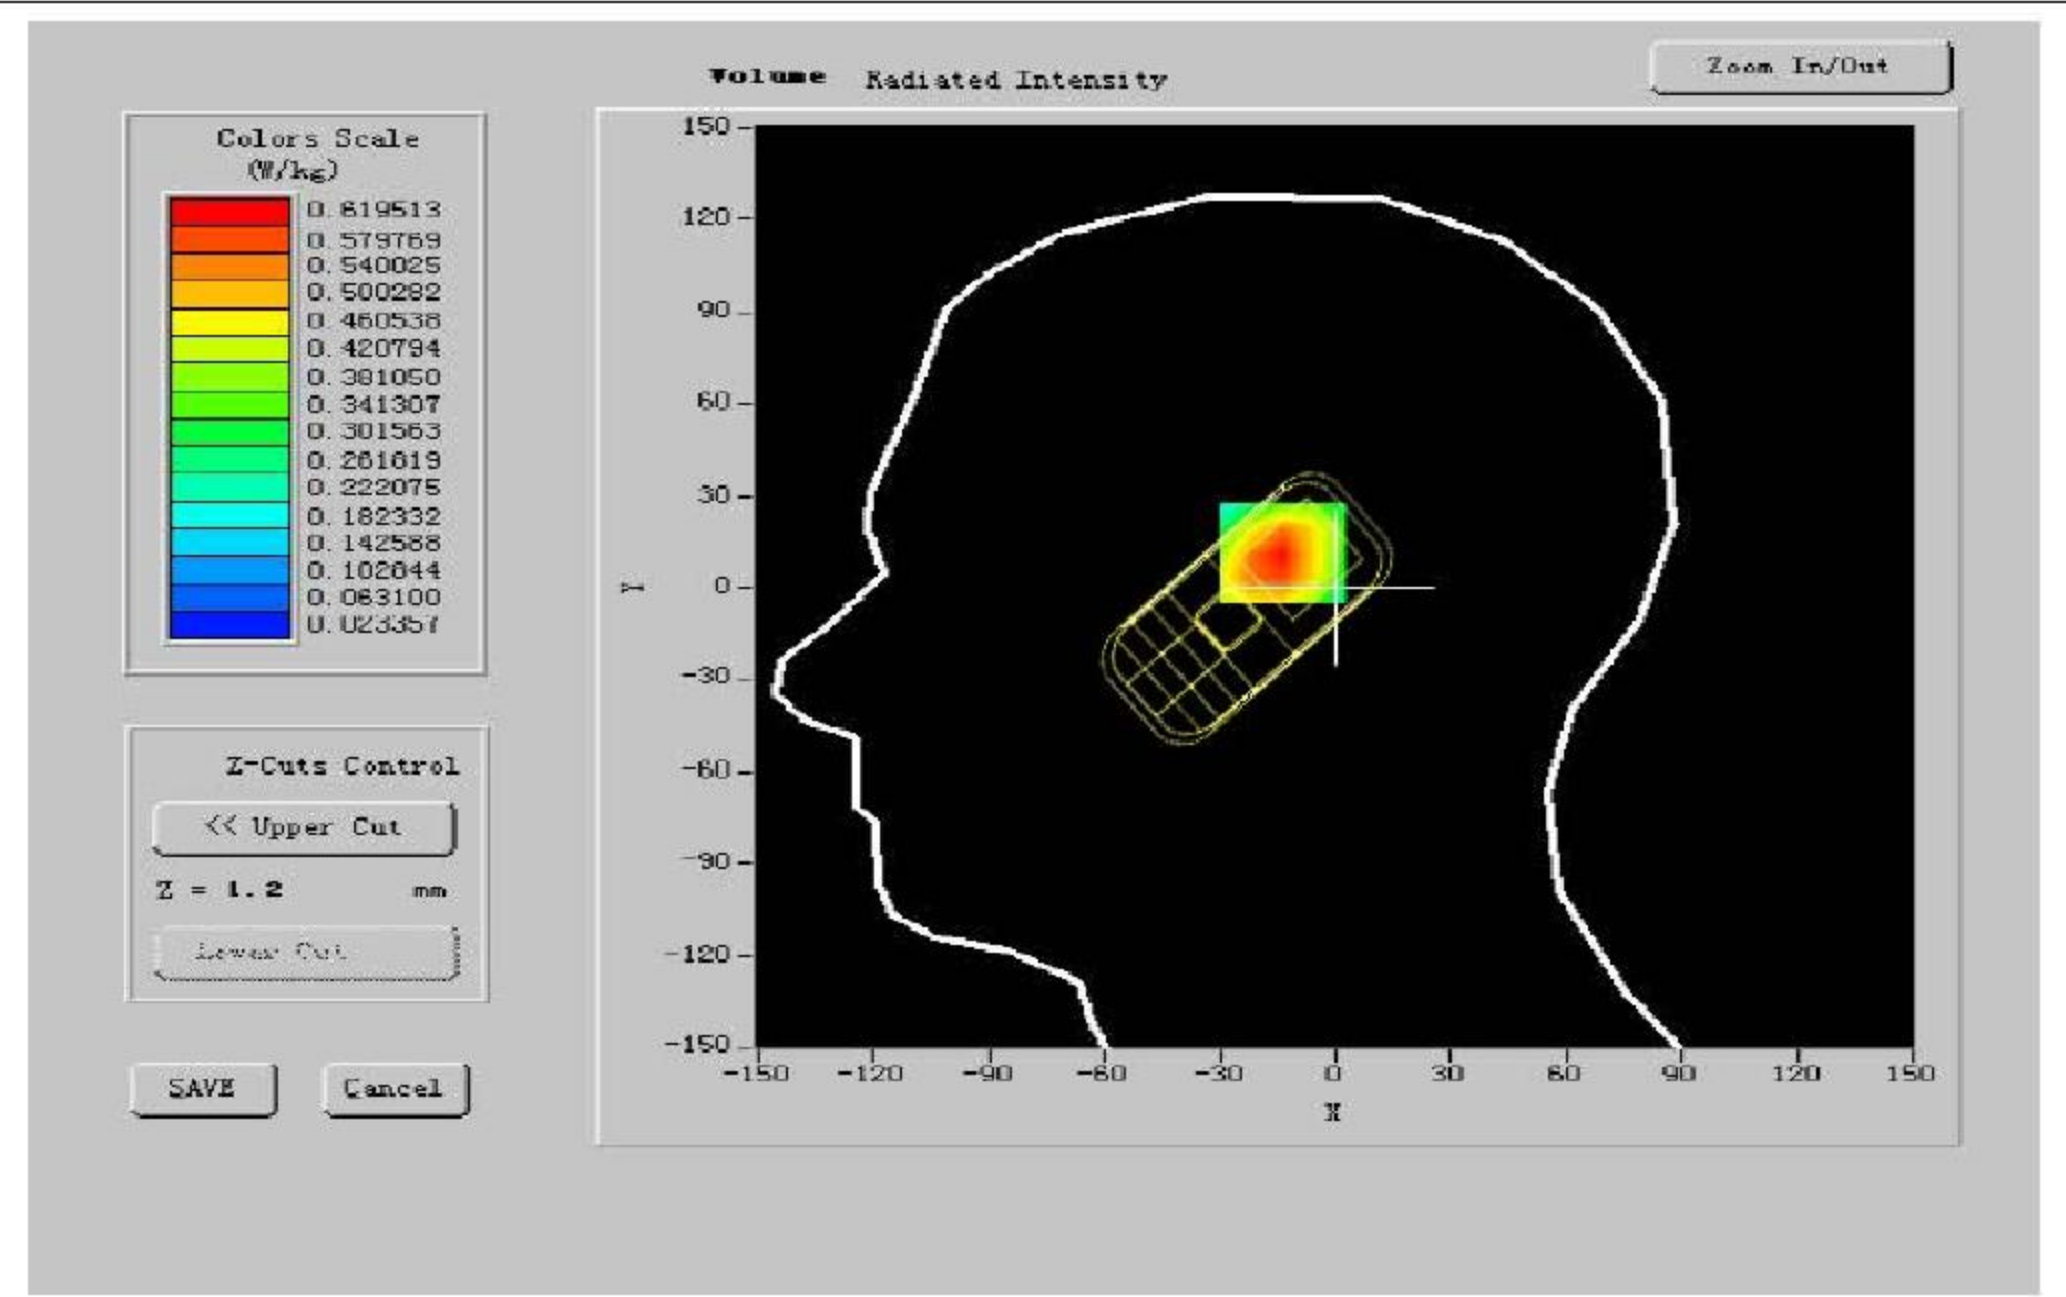 Volume Radiated Intensity
Zoom In/Out
Colors Scale
(W/kg)
0.619513
0.579769
0.540025
0.500282
0.460538
0.420794
0.381050
0.341307
0.301563
0.261819
0.222075
0.182332
0.142588
0.102844
0.063100
0.023357
Z-Cuts Control
<< Upper Cut
Z = 1.2 mm
Lower Cut
SAVE
Cancel
150
120
90
60
30
0
-30
-60
-90
-120
-150
Y
-150 -120 -90 -60 -30 0 30 60 90 120 150
X